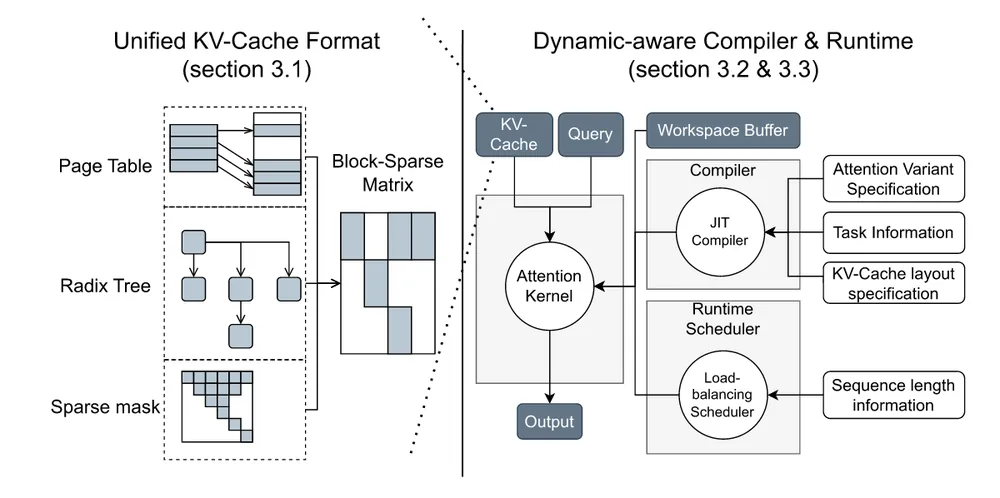 Unified KV-Cache Format
(section 3.1)
Page Table
Radix Tree
Sparse mask
Block-Sparse
Matrix
Dynamic-aware Compiler & Runtime
(section 3.2 & 3.3)
KV-
Cache
Query
Workspace Buffer
Attention
Kernel
Output
Compiler
JIT
Compiler
Runtime
Scheduler
Load-
balancing
Scheduler
Attention Variant
Specification
Task Information
KV-Cache layout
specification
Sequence length
information